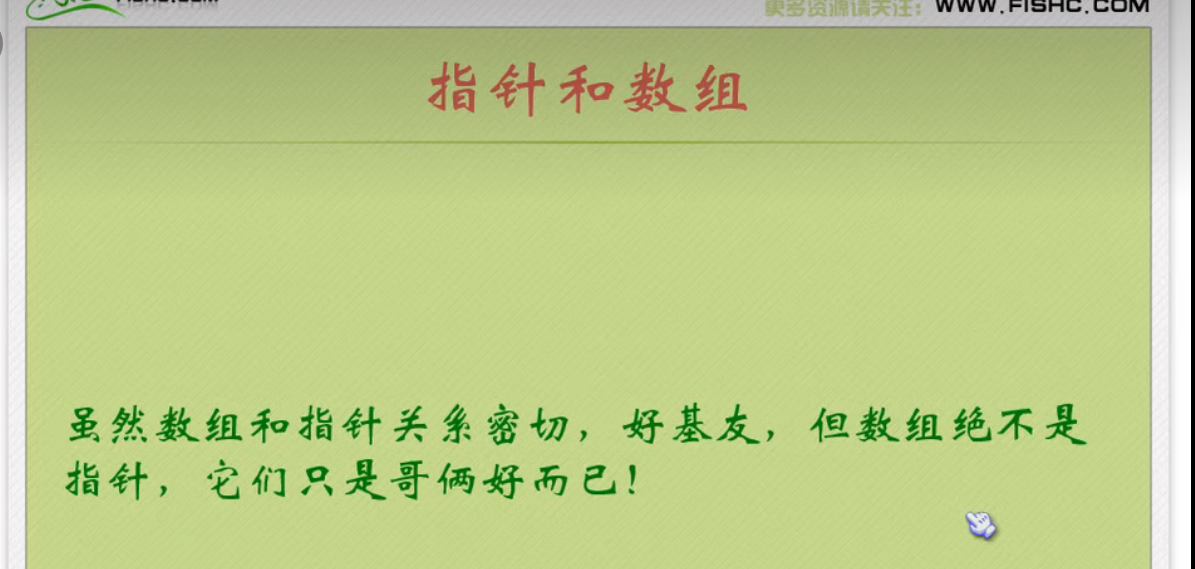 更多资源请关注：WWW.FISHC.COM
指针和数组
虽然数组和指针关系密切，好基友，但数组绝不是
指针，它们只是哥俩好而已！